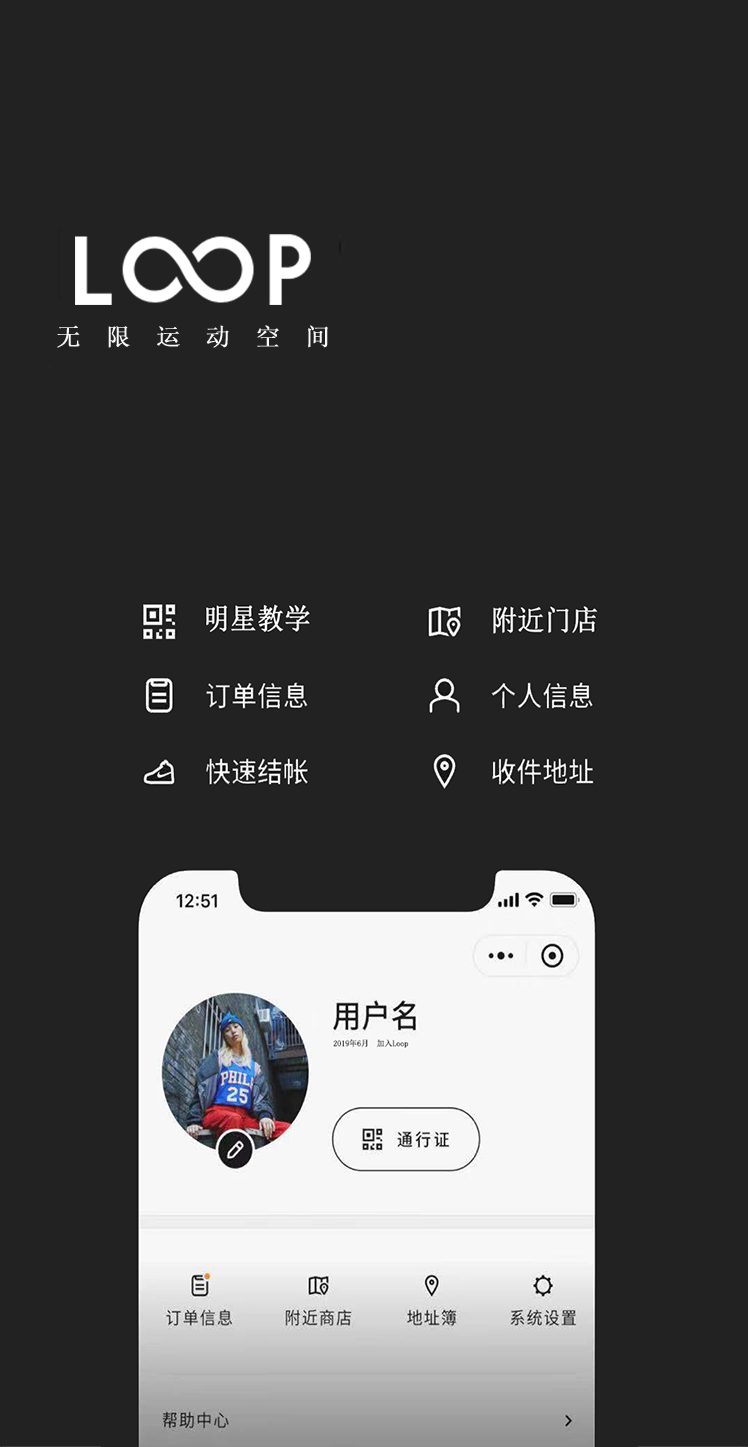 LOOP
无限运动空间
明星教学 附近门店
订单信息 个人信息
快速结帐 收件地址
12:51
用户名
2019年6月 加入Loop
PHIL
25
通行证
订单信息 附近商店 地址簿 系统设置
帮助中心